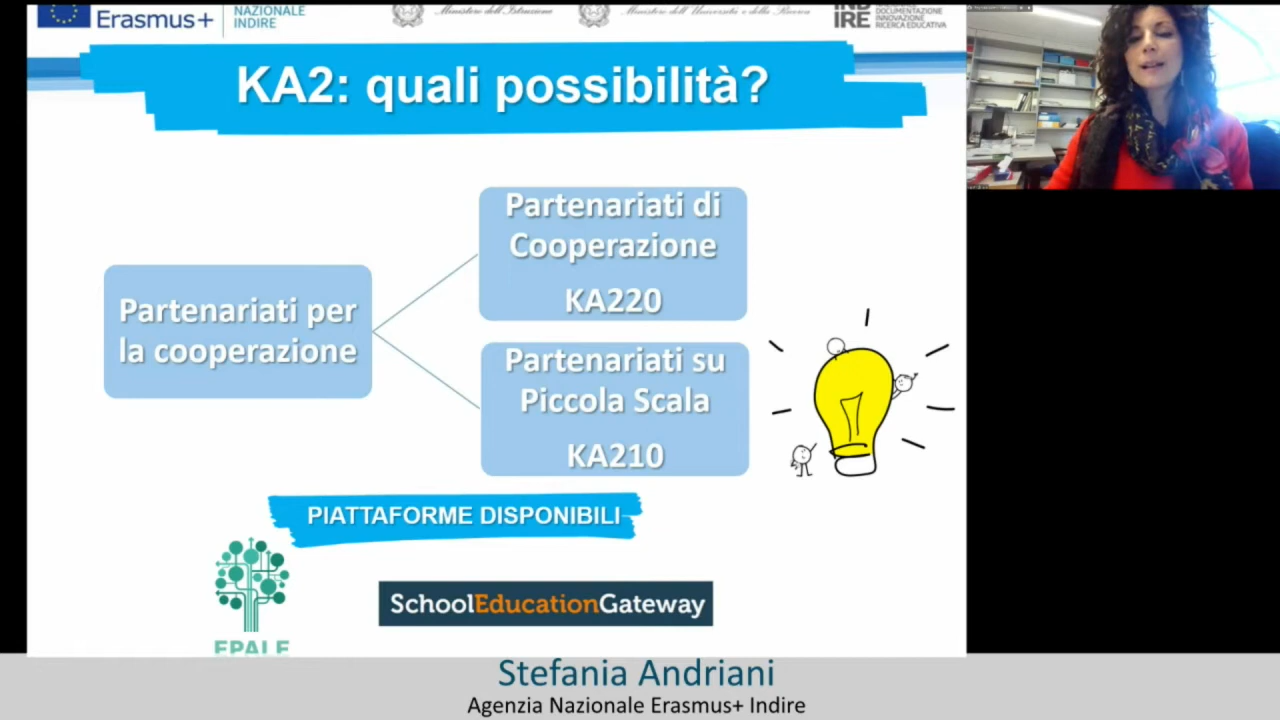 NAZIONALE
Erasmus+ INDIRE
Ministero dell'Istruzione
Ministero dell'Università e della Ricerca
INDIRE
DOCUMENTAZIONE
INNOVAZIONE
RICERCA EDUCATIVA
KA2: quali possibilità?
Partenariati di
Cooperazione
KA220
Partenariati per
la cooperazione
Partenariati su
Piccola Scala
KA210
PIATTAFORME DISPONIBILI
EPALE
SchoolEducationGateway
Stefania Andriani
Agenzia Nazionale Erasmus+ Indire